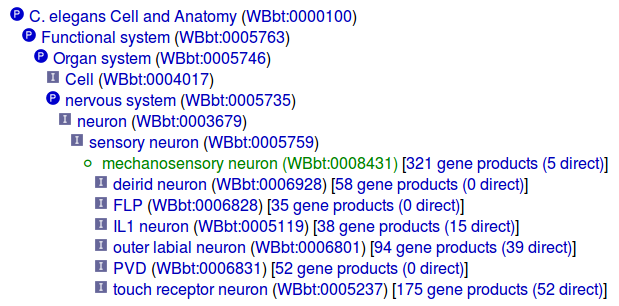 P C. elegans Cell and Anatomy (WBbt:0000100)
P Functional system (WBbt:0005763)
P Organ system (WBbt:0005746)
I Cell (WBbt:0004017)
P nervous system (WBbt:0005735)
I neuron (WBbt:0003679)
I sensory neuron (WBbt:0005759)
mechanosensory neuron (WBbt:0008431) [321 gene products (5 direct)]
I deirid neuron (WBbt:0006928) [58 gene products (0 direct)]
I FLP (WBbt:0006828) [35 gene products (0 direct)]
I IL1 neuron (WBbt:0005119) [38 gene products (15 direct)]
I outer labial neuron (WBbt:0006801) [94 gene products (39 direct)]
I PVD (WBbt:0006831) [52 gene products (0 direct)]
I touch receptor neuron (WBbt:0005237) [175 gene products (52 direct)]